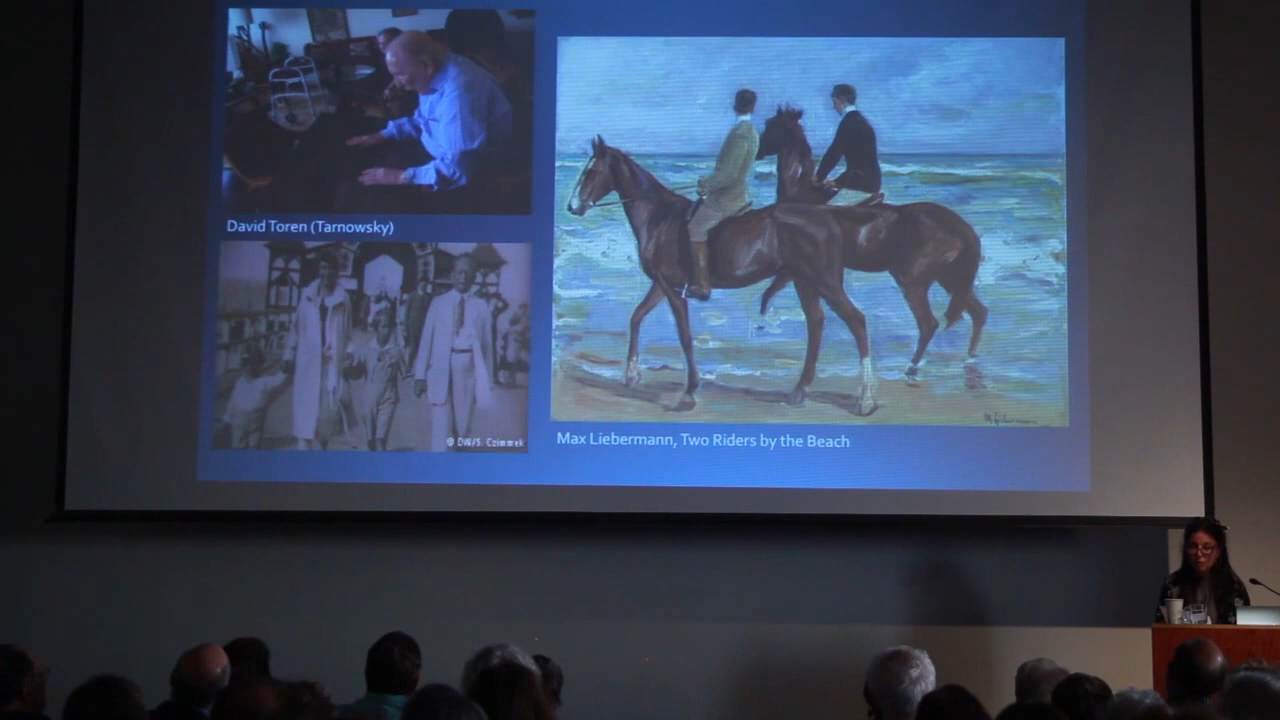 David Toren (Tarnowsky)
© DW/S. Czimmek
Max Liebermann, Two Riders by the Beach